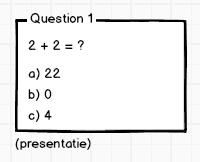 Question 1
2 + 2 = ?
a) 22
b) 0
c) 4
(presentatie)